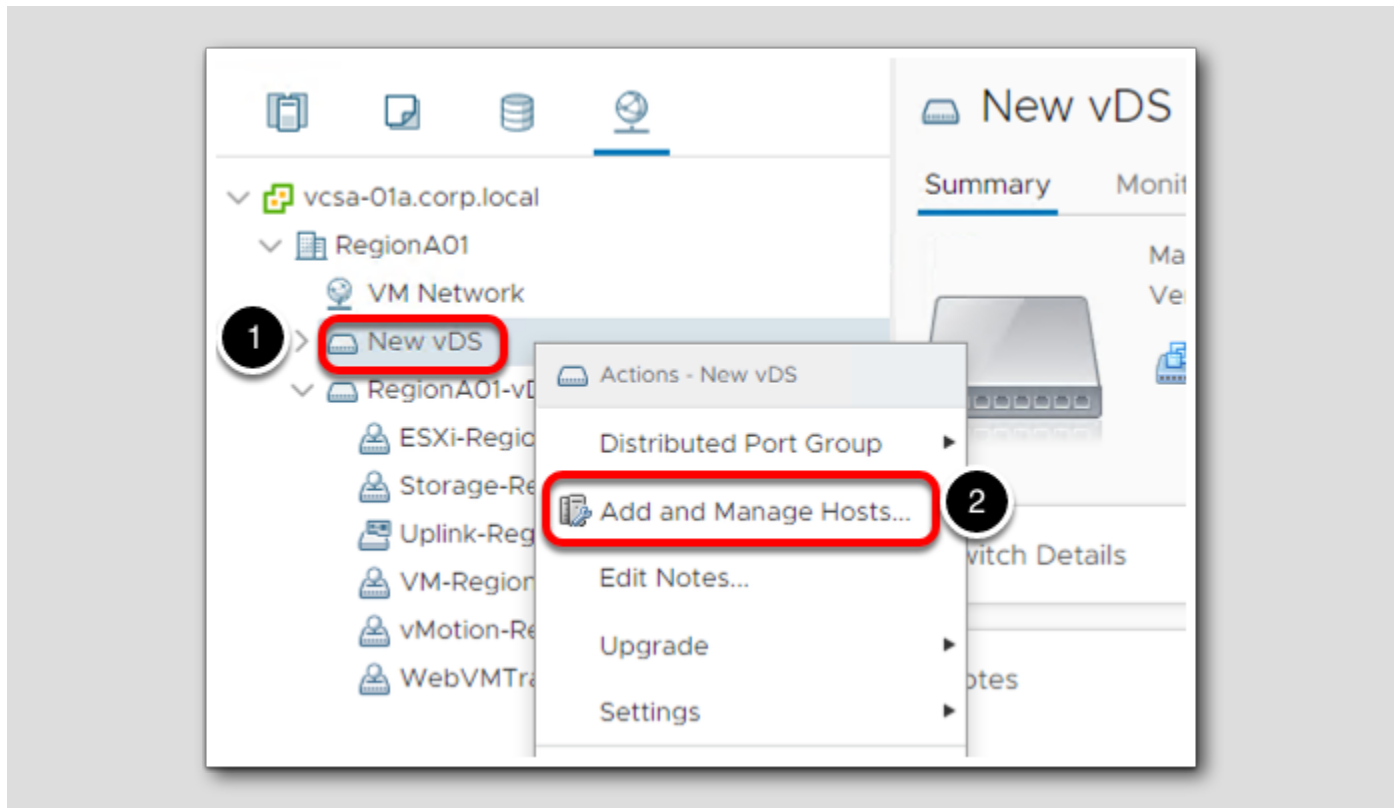 New vDS
Summary Monit
vcsa-01a.corp.local
RegionA01
Ma
VM Network
Ve
1
New vDS
Actions - New vDS
RegionA01-vD
ESXi-Regio
Distributed Port Group
Storage-Re
Add and Manage Hosts...
2
Uplink-Reg
witch Details
VM-Region
Edit Notes...
vMotion-Re
Upgrade
WebVMTra
otes
Settings